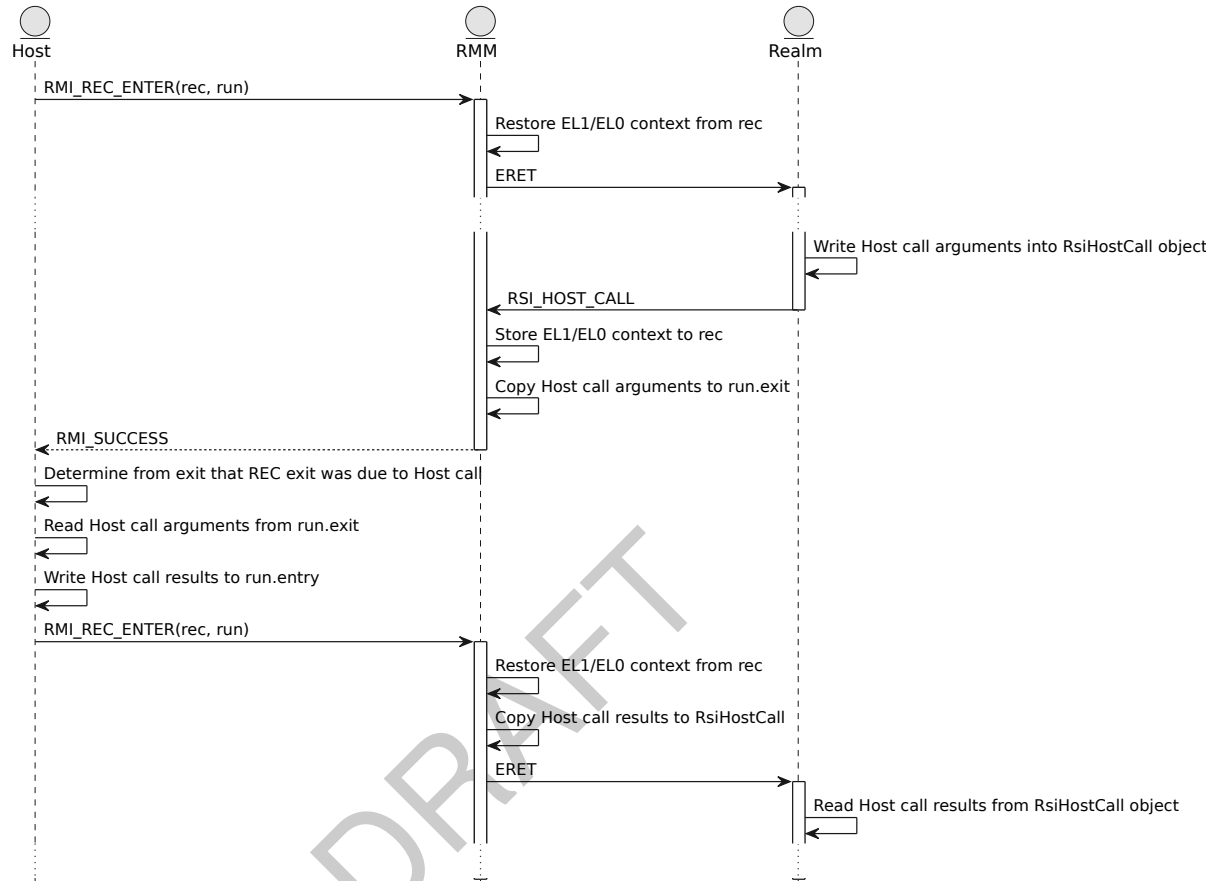 Host
RMM
Realm
RMI_REC_ENTER(rec, run)
Restore EL1/EL0 context from rec
ERET
Write Host call arguments into RsiHostCall object
RSI_HOST_CALL
Store EL1/EL0 context to rec
Copy Host call arguments to run.exit
RMI_SUCCESS
Determine from exit that REC exit was due to Host call
Read Host call arguments from run.exit
Write Host call results to run.entry
RMI_REC_ENTER(rec, run)
Restore EL1/EL0 context from rec
Copy Host call results to RsiHostCall
ERET
Read Host call results from RsiHostCall object
DRAFT